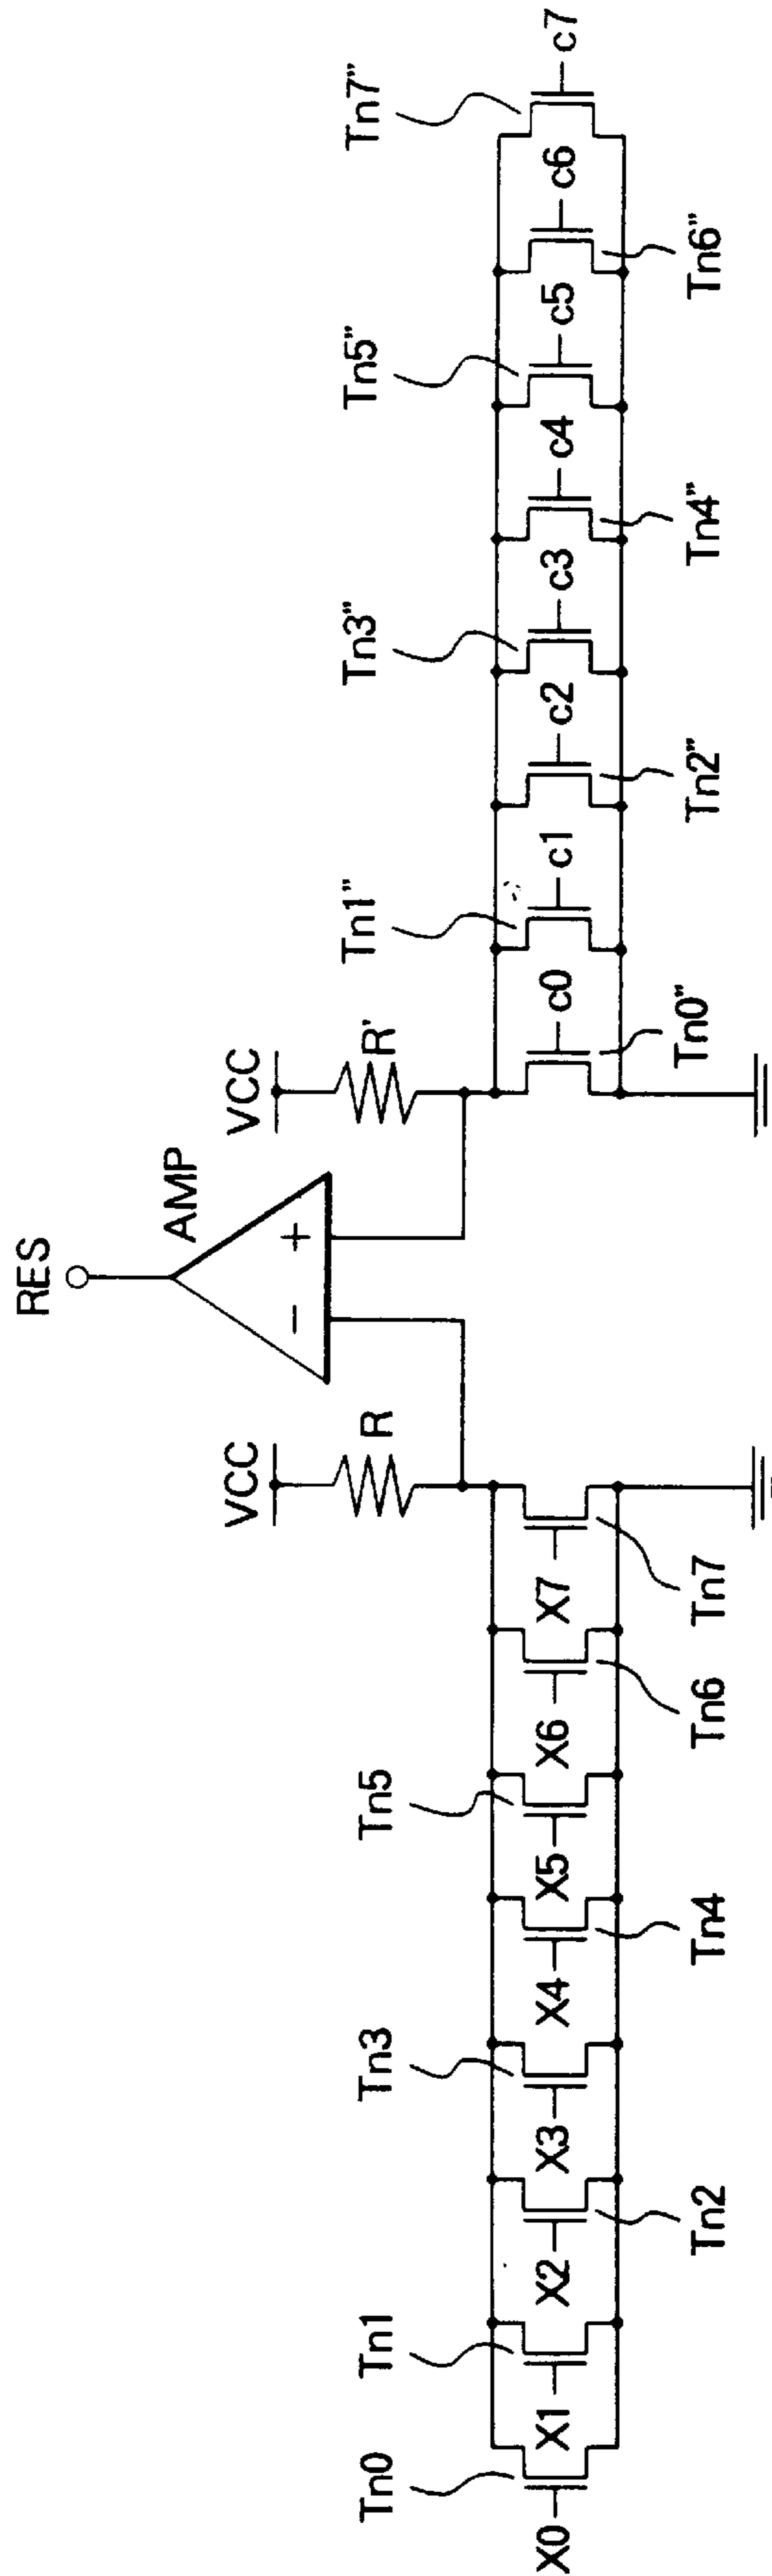 RES
AMP
VCC
VCC
R
R'
−
+
Tn0
Tn1
Tn3
Tn5
Tn1"
Tn3"
Tn5"
Tn7"
X0
X1
X2
X3
X4
X5
X6
X7
c0
c1
c2
c3
c4
c5
c6
c7
Tn2
Tn4
Tn6
Tn7
Tn0"
Tn2"
Tn4"
Tn6"